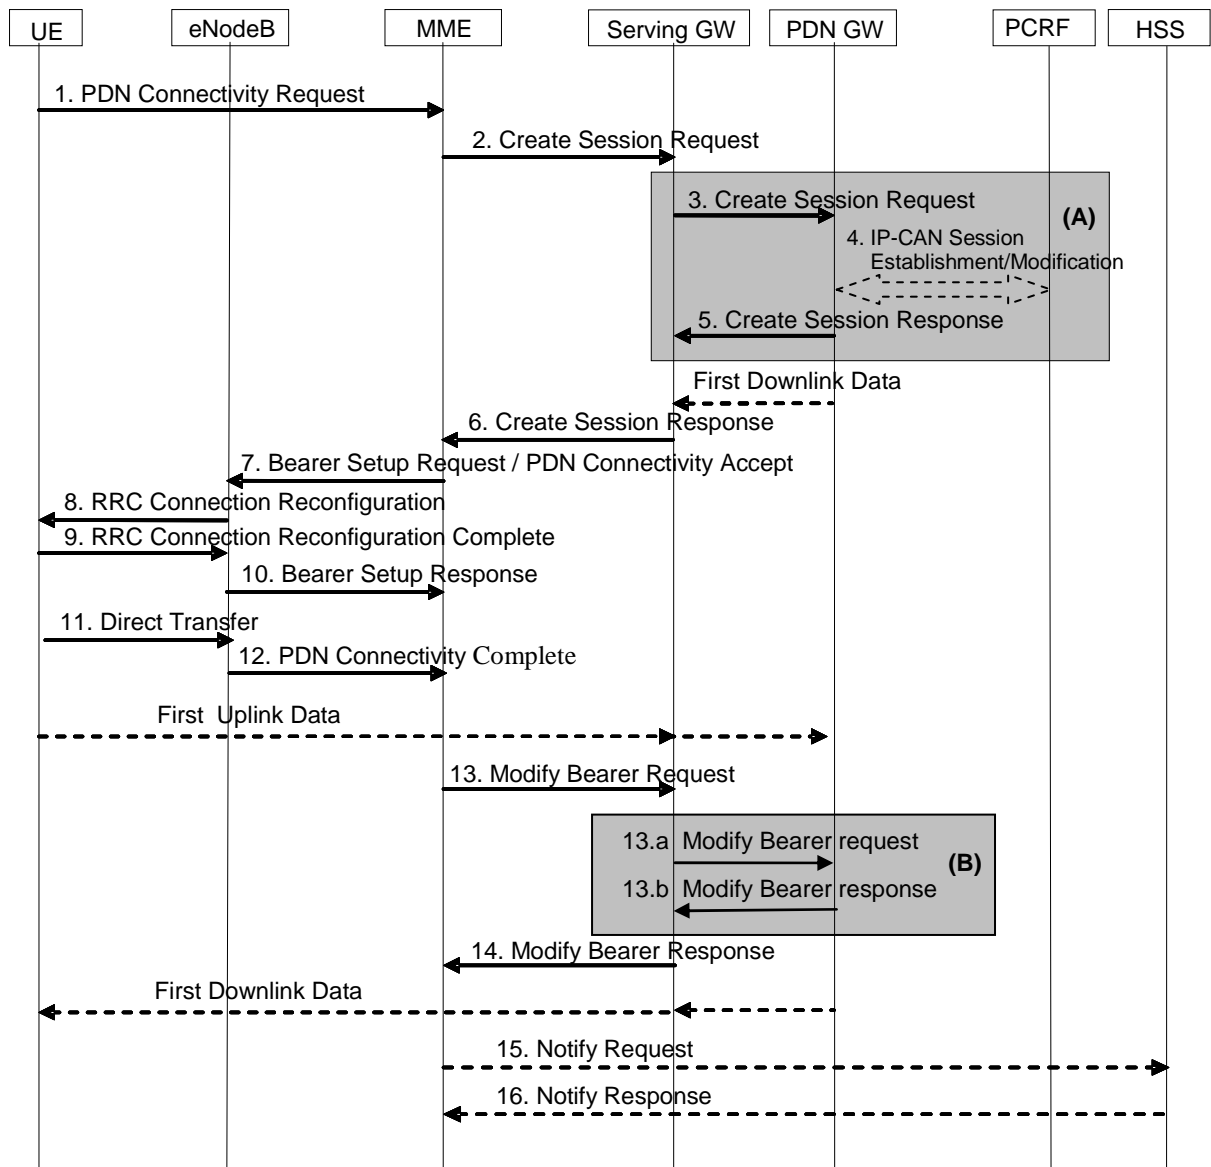 UE
eNodeB
MME
Serving GW
PDN GW
PCRF
HSS
1. PDN Connectivity Request
2. Create Session Request
3. Create Session Request
(A)
4. IP-CAN Session
Establishment/Modification
5. Create Session Response
First Downlink Data
6. Create Session Response
7. Bearer Setup Request / PDN Connectivity Accept
8. RRC Connection Reconfiguration
9. RRC Connection Reconfiguration Complete
10. Bearer Setup Response
11. Direct Transfer
12. PDN Connectivity Complete
First Uplink Data
13. Modify Bearer Request
13.a Modify Bearer request
(B)
13.b Modify Bearer response
14. Modify Bearer Response
First Downlink Data
15. Notify Request
16. Notify Response